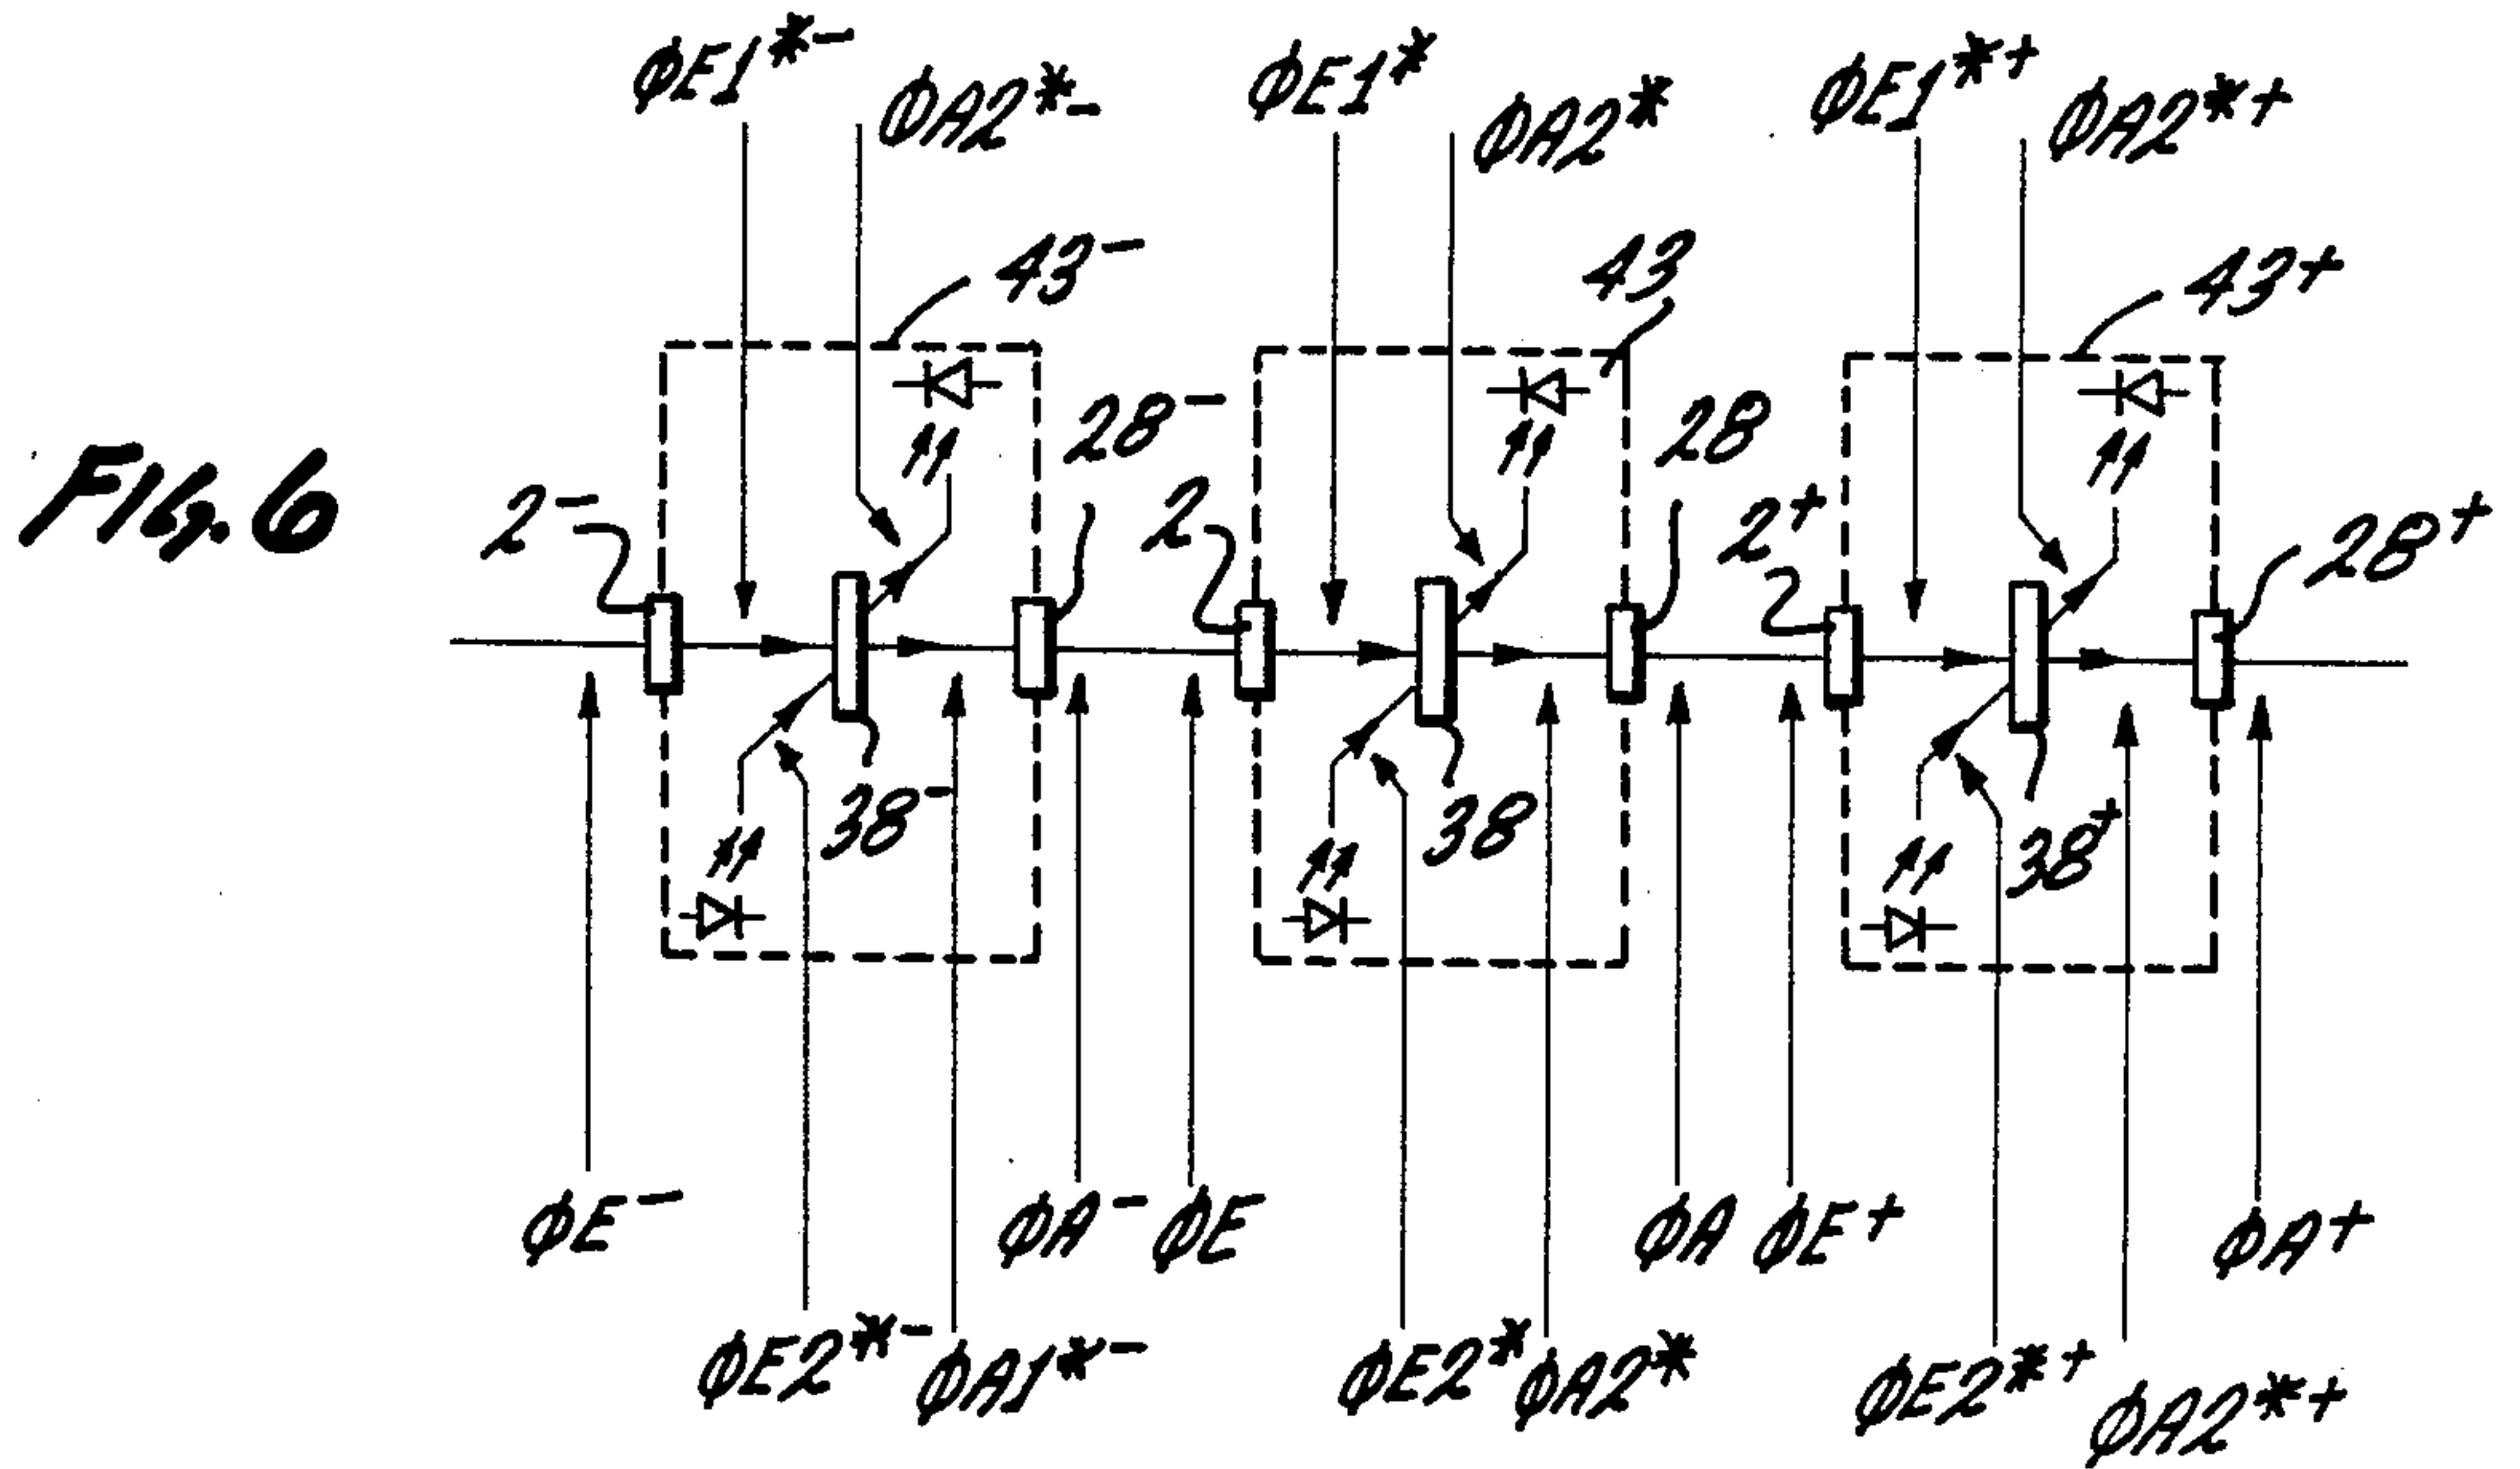 ΦE1*- ΦA2*- ΦE1* ΦA2* ΦE1*+ ΦA2*+
43- 43 43+
28- 28
FIG. 6 2- 2 2+ 28+
38- 38 38+
ΦE- ΦA- ΦE ΦA ΦE+ ΦA+
ΦE2*- ΦA1*- ΦE2* ΦA2* ΦE2*+ ΦA2*+